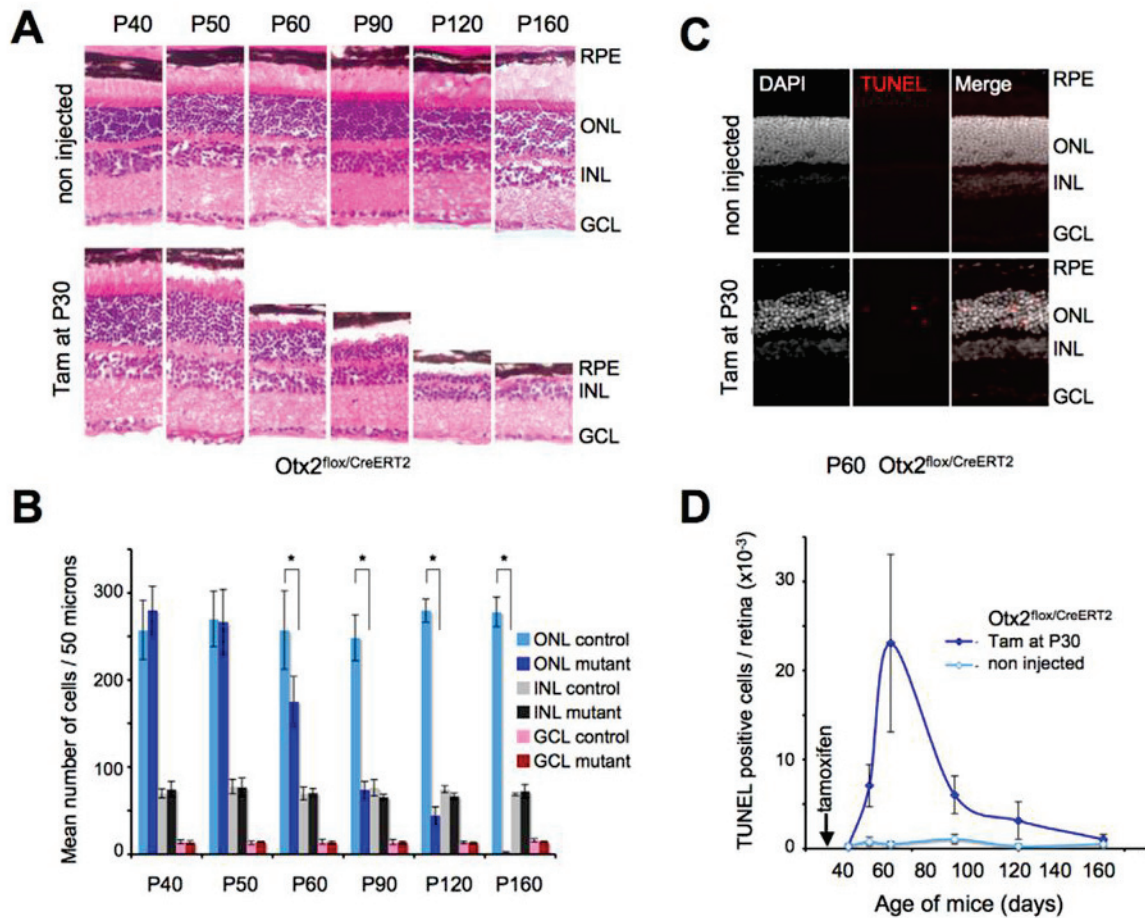 A
P40 P50 P60 P90 P120 P160
non injected
RPE
ONL
INL
GCL
Tam at P30
RPE
INL
GCL
Otx2flox/CreERT2
B
Mean number of cells / 50 microns
300
200
100
0
*
*
*
*
ONL control
ONL mutant
INL control
INL mutant
GCL control
GCL mutant
P40 P50 P60 P90 P120 P160
C
DAPI TUNEL Merge
non injected
RPE
ONL
INL
GCL
Tam at P30
RPE
ONL
INL
GCL
P60 Otx2flox/CreERT2
D
TUNEL positive cells / retina (x10-3)
30
20
10
0
tamoxifen
Otx2flox/CreERT2
Tam at P30
non injected
40 60 80 100 120 140 160
Age of mice (days)